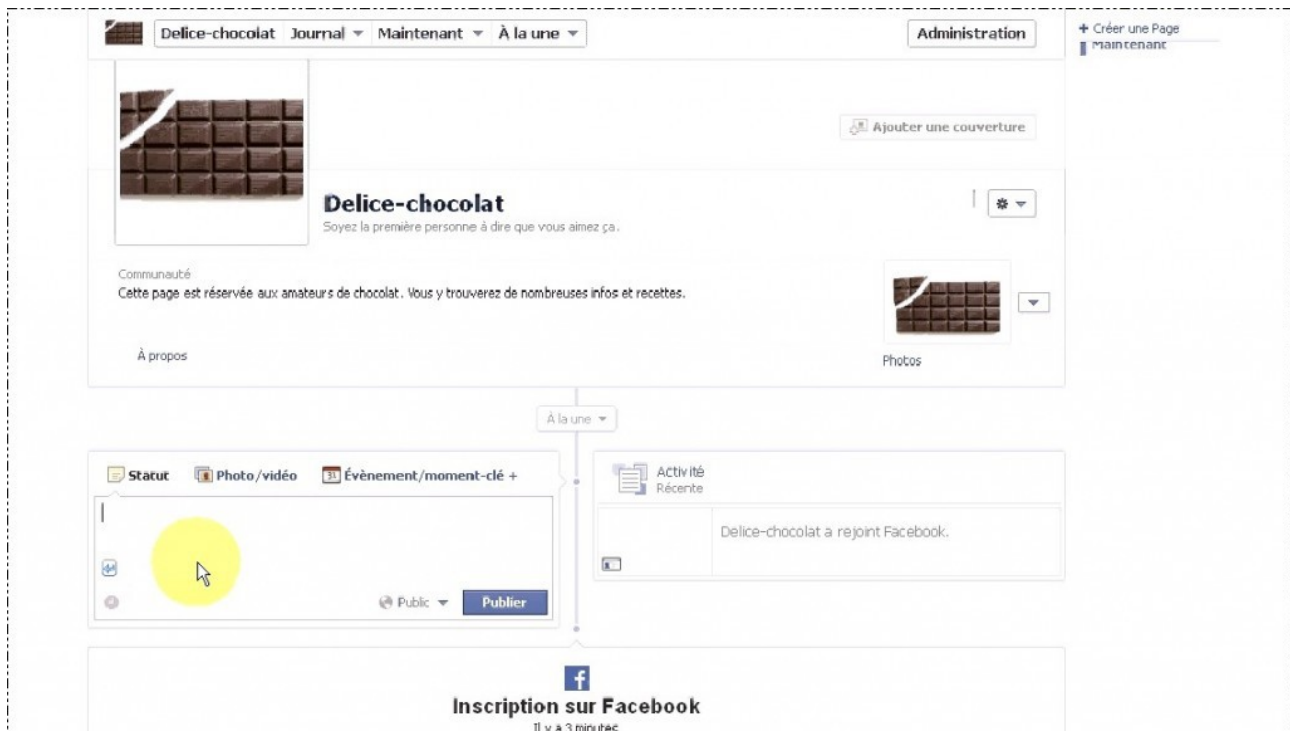 Delice-chocolat Journal Maintenant À la une Administration
+ Créer une Page
Maintenant
Ajouter une couverture
Delice-chocolat
Soyez la première personne à dire que vous aimez ça.
Communauté
Cette page est réservée aux amateurs de chocolat. Vous y trouverez de nombreuses infos et recettes.
À propos
Photos
À la une
Statut Photo/vidéo 31 Évènement/moment-clé +
Public Publier
Activité
Récente
Delice-chocolat a rejoint Facebook.
f
Inscription sur Facebook
Il y a 3 minutes